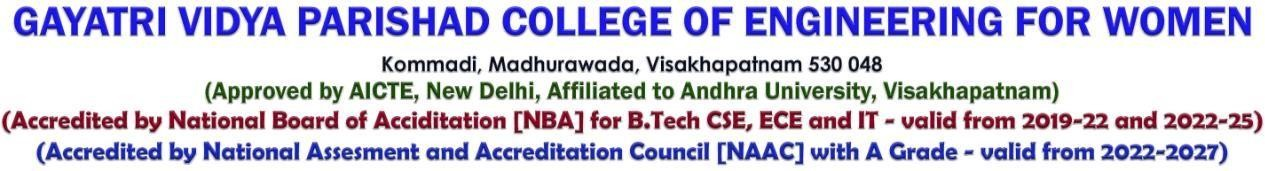 GAYATRI VIDYA PARISHAD COLLEGE OF ENGINEERING FOR WOMEN
Kommadi, Madhurawada, Visakhapatnam 530 048
(Approved by AICTE, New Delhi, Affiliated to Andhra University, Visakhapatnam)
(Accredited by National Board of Acciditation [NBA] for B.Tech CSE, ECE and IT - valid from 2019-22 and 2022-25)
(Accredited by National Assesment and Accreditation Council [NAAC] with A Grade - valid from 2022-2027)